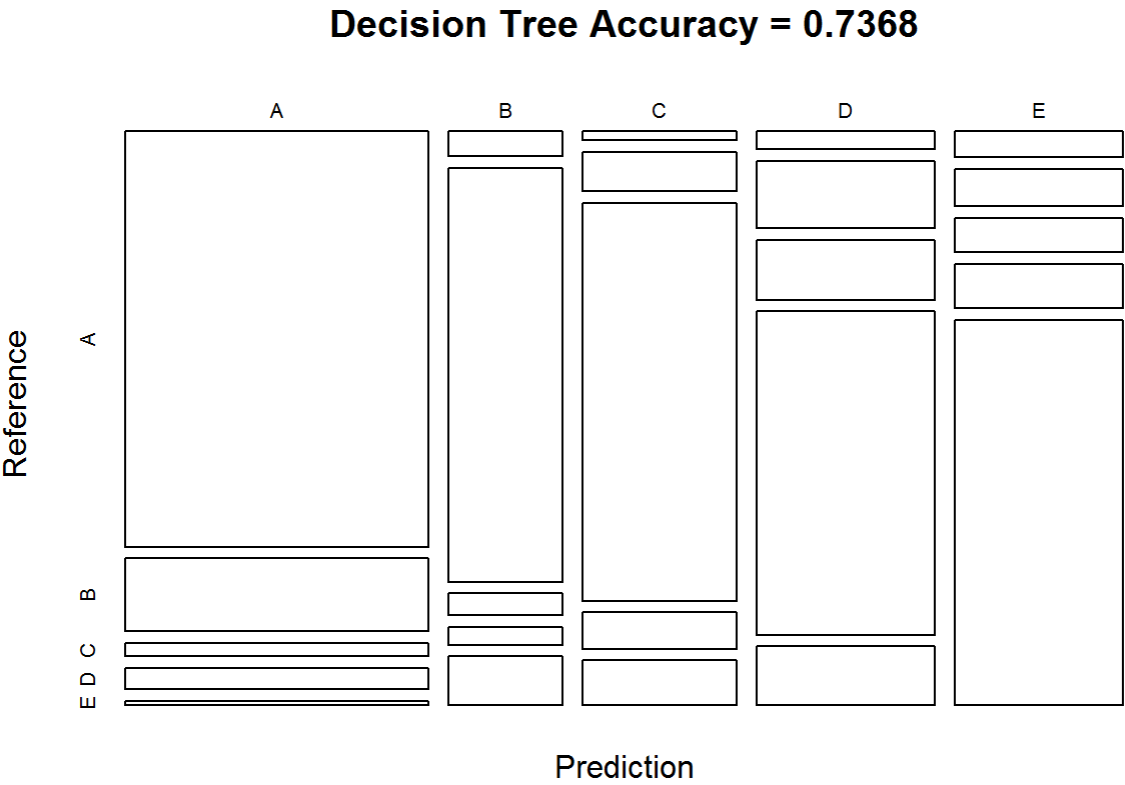 Decision Tree Accuracy = 0.7368
A B C D E
Reference
A
B
C
D
E
Prediction